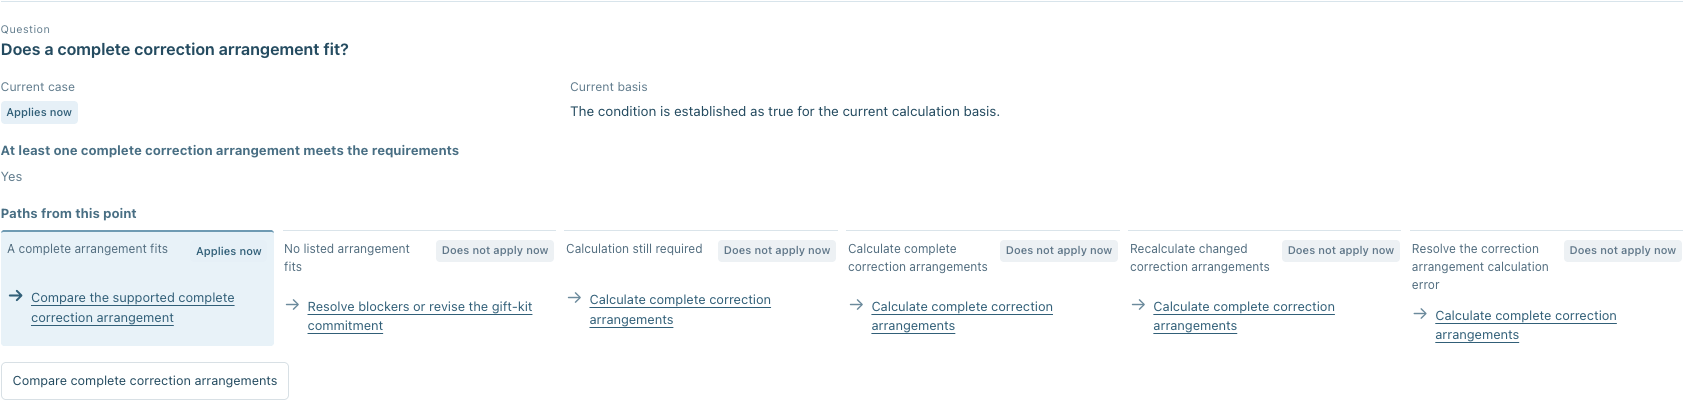 Question
Does a complete correction arrangement fit?
Current case
Applies now
Current basis
The condition is established as true for the current calculation basis.
At least one complete correction arrangement meets the requirements
Yes
Paths from this point
A complete arrangement fits
Applies now
Compare the supported complete
correction arrangement
No listed arrangement
fits
Does not apply now
Resolve blockers or revise the gift-kit
commitment
Calculation still required
Does not apply now
Calculate complete correction
arrangements
Calculate complete
correction arrangements
Does not apply now
Calculate complete correction
arrangements
Recalculate changed
correction arrangements
Does not apply now
Calculate complete correction
arrangements
Resolve the correction
arrangement calculation
error
Does not apply now
Calculate complete correction
arrangements
Compare complete correction arrangements